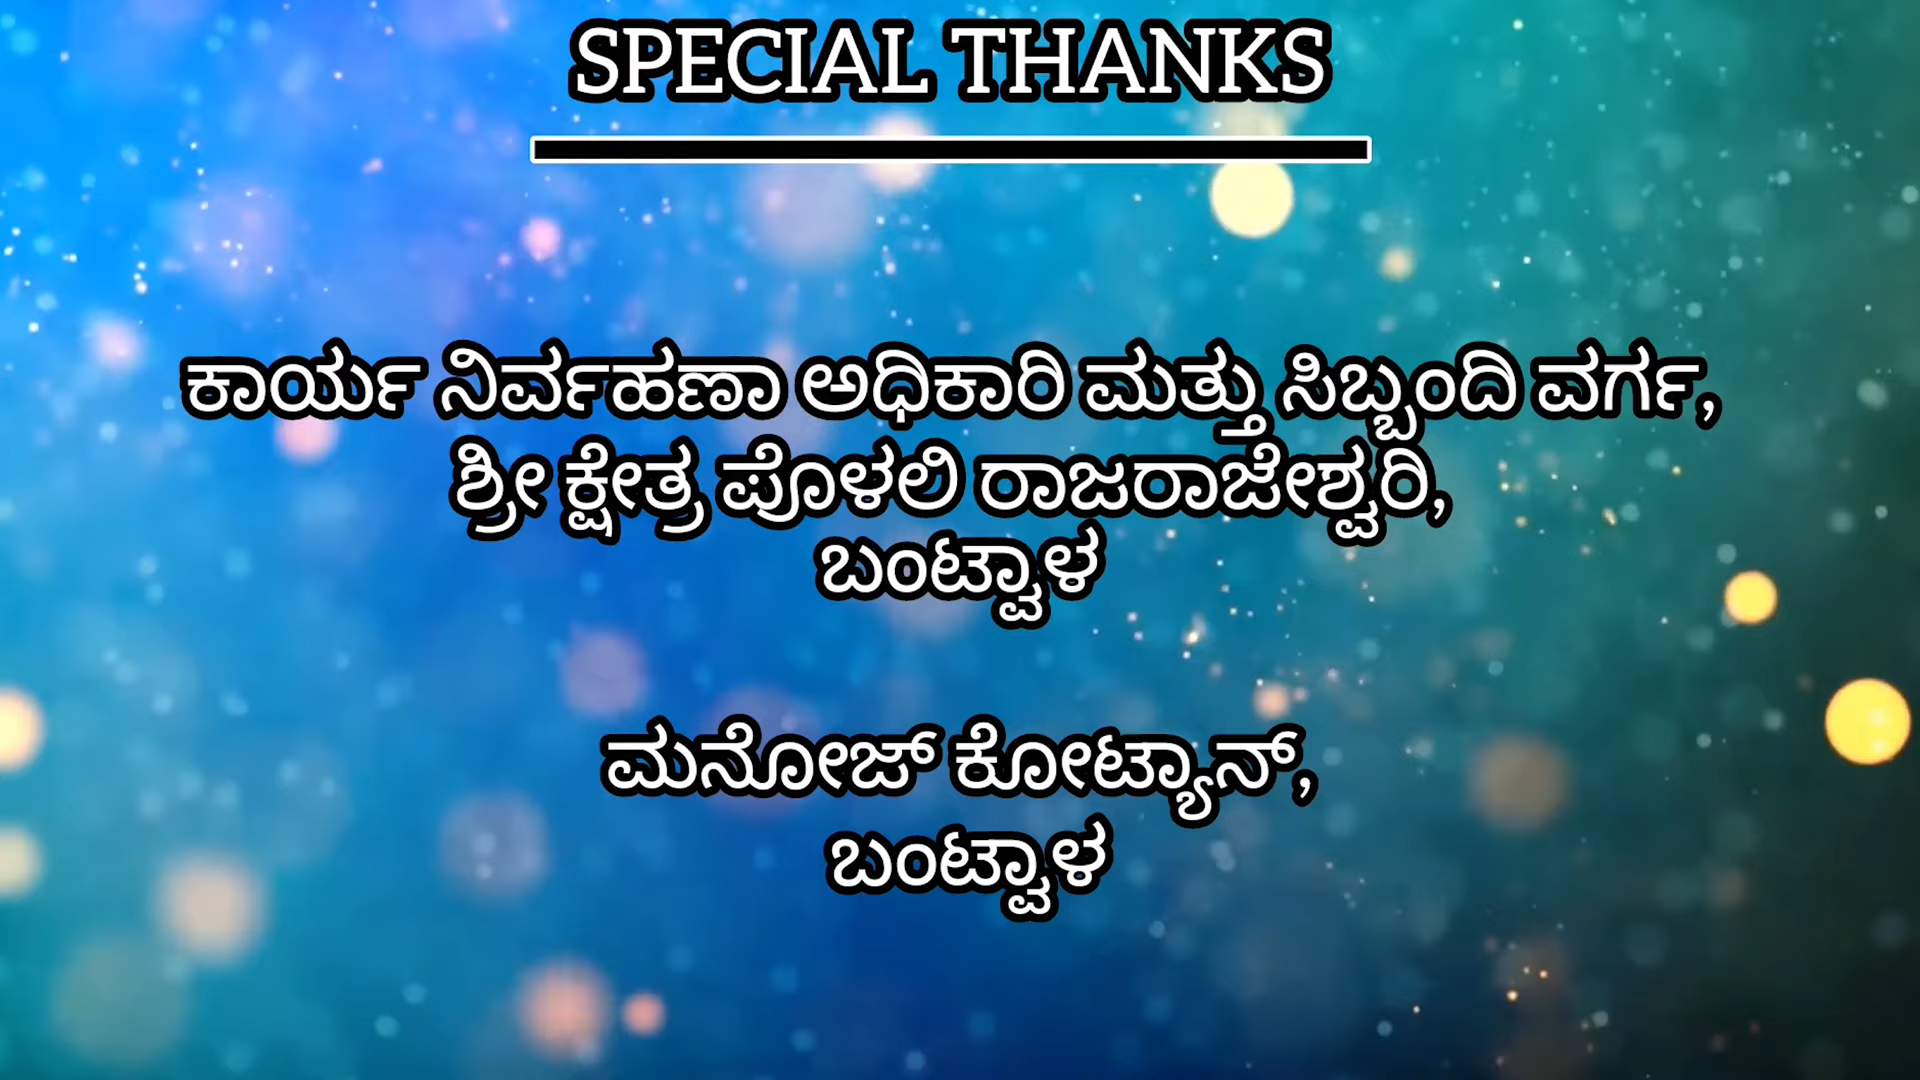 SPECIAL THANKS
ಕಾರ್ಯ ನಿರ್ವಹಣಾ ಅಧಿಕಾರಿ ಮತ್ತು ಸಿಬ್ಬಂದಿ ವರ್ಗ,
ಶ್ರೀ ಕ್ಷೇತ್ರ ಪೊಳಲಿ ರಾಜರಾಜೇಶ್ವರಿ,
ಬಂಟ್ವಾಳ
ಮನೋಜ್ ಕೋಟ್ಯಾನ್,
ಬಂಟ್ವಾಳ